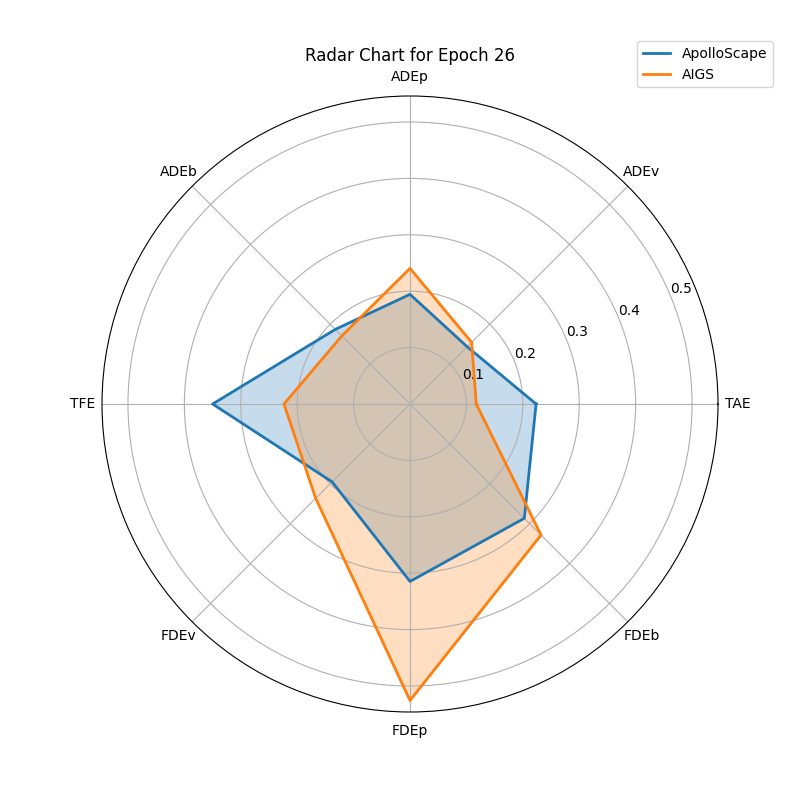 Radar Chart for Epoch 26
ApolloScape
AIGS
ADEp
ADEb
ADEv
0.5
0.4
0.3
0.2
0.1
TFE
TAE
FDEv
FDEb
FDEp